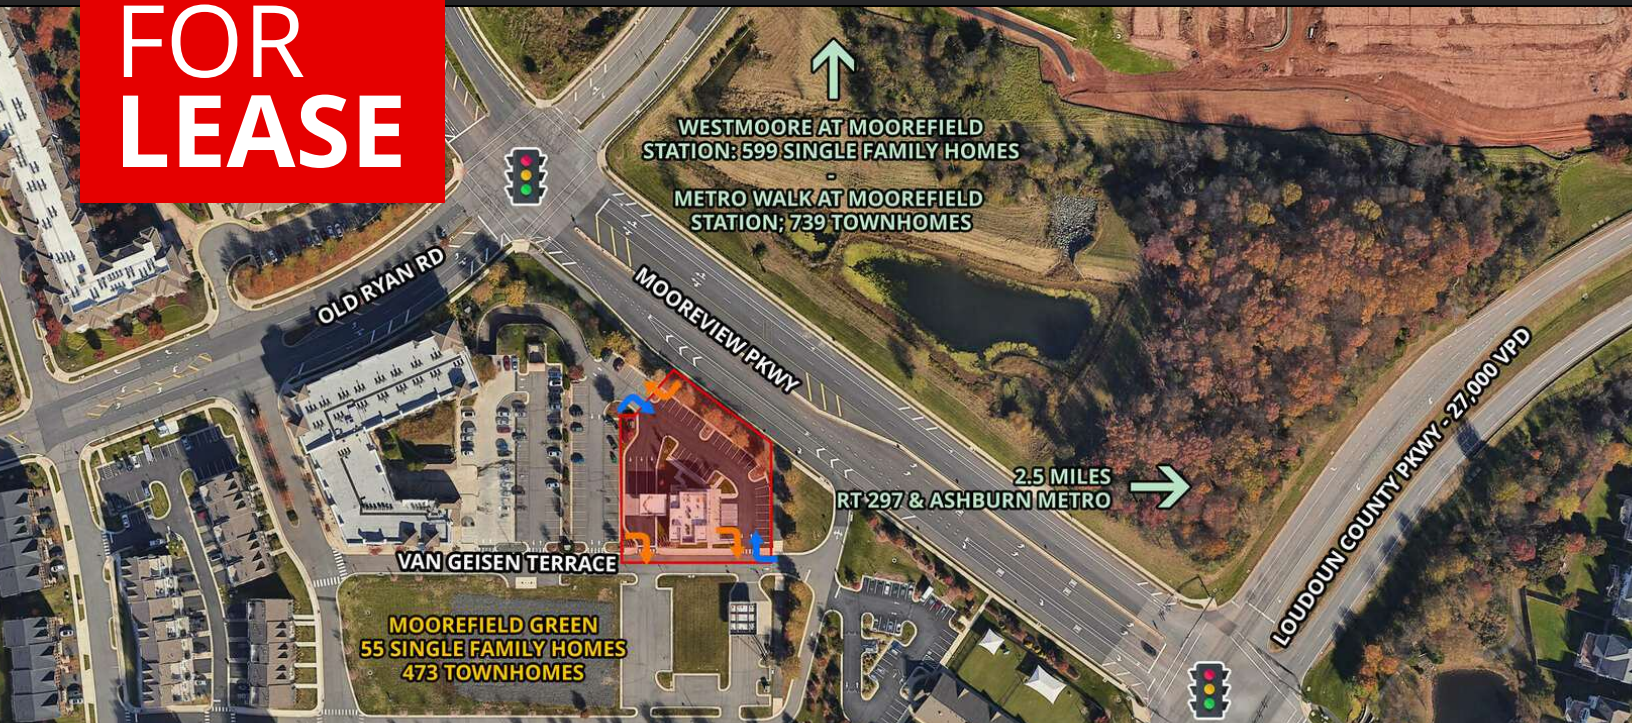 FOR
LEASE
WESTMOORE AT MOOREFIELD
STATION: 599 SINGLE FAMILY HOMES
-
METRO WALK AT MOOREFIELD
STATION; 739 TOWNHOMES
OLD RYAN RD
MOOREVIEW PKWY
LOUDOUN COUNTY PKWY - 27,000 VPD
2.5 MILES
RT 297 & ASHBURN METRO
VAN GEISEN TERRACE
MOOREFIELD GREEN
55 SINGLE FAMILY HOMES
473 TOWNHOMES